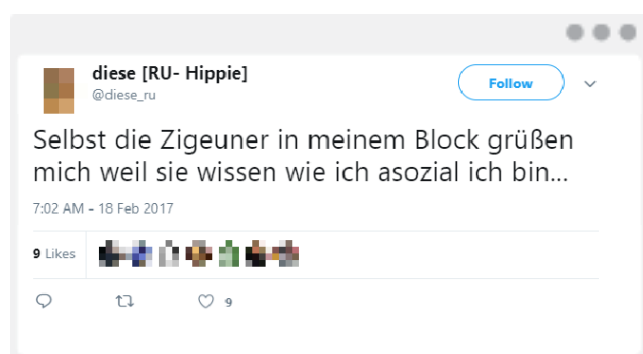 diese [RU- Hippie]
@diese_ru
Follow
Selbst die Zigeuner in meinem Block grüßen
mich weil sie wissen wie ich asozial ich bin...
7:02 AM - 18 Feb 2017
9 Likes
9